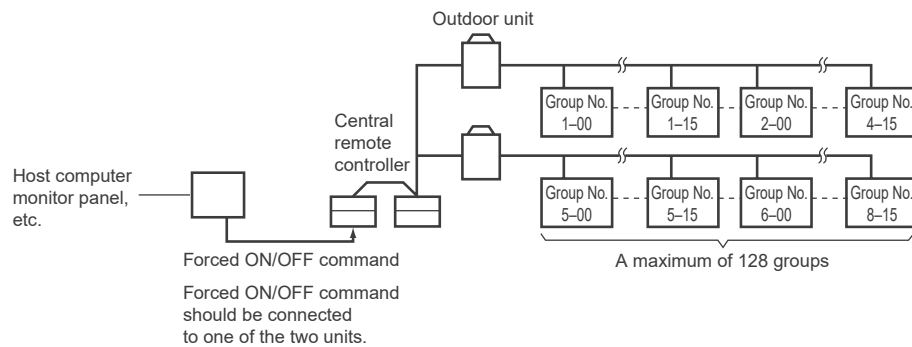 Outdoor unit
Group No.
1–00
Group No.
1–15
Group No.
2–00
Group No.
4–15
Central
remote
controller
Host computer
monitor panel,
etc.
Group No.
5–00
Group No.
5–15
Group No.
6–00
Group No.
8–15
Forced ON/OFF command
A maximum of 128 groups
Forced ON/OFF command
should be connected
to one of the two units.